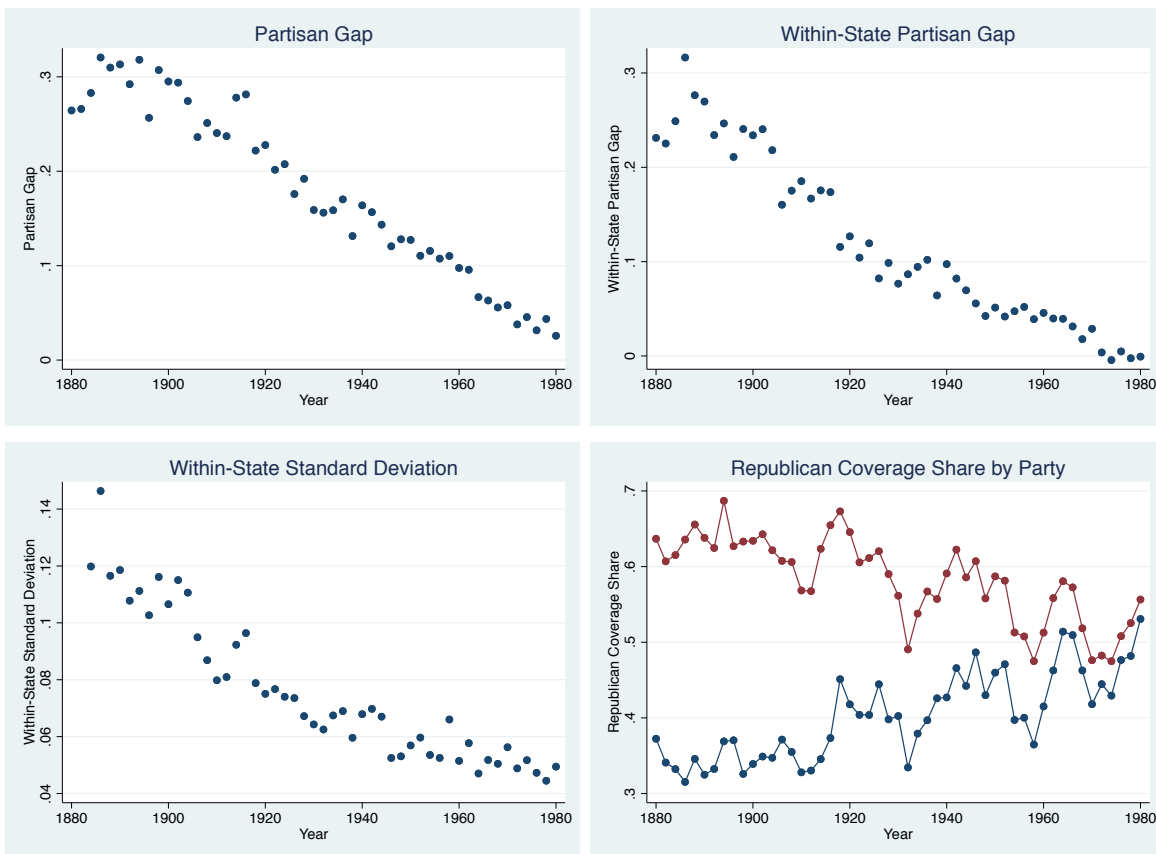 Partisan Gap
Partisan Gap
.3
.2
.1
0
1880 1900 1920 1940 1960 1980
Year
Within-State Partisan Gap
Within-State Partisan Gap
.3
.2
.1
0
1880 1900 1920 1940 1960 1980
Year
Within-State Standard Deviation
Within-State Standard Deviation
.14
.12
.1
.08
.06
.04
1880 1900 1920 1940 1960 1980
Year
Republican Coverage Share by Party
Republican Coverage Share
.7
.6
.5
.4
.3
1880 1900 1920 1940 1960 1980
Year